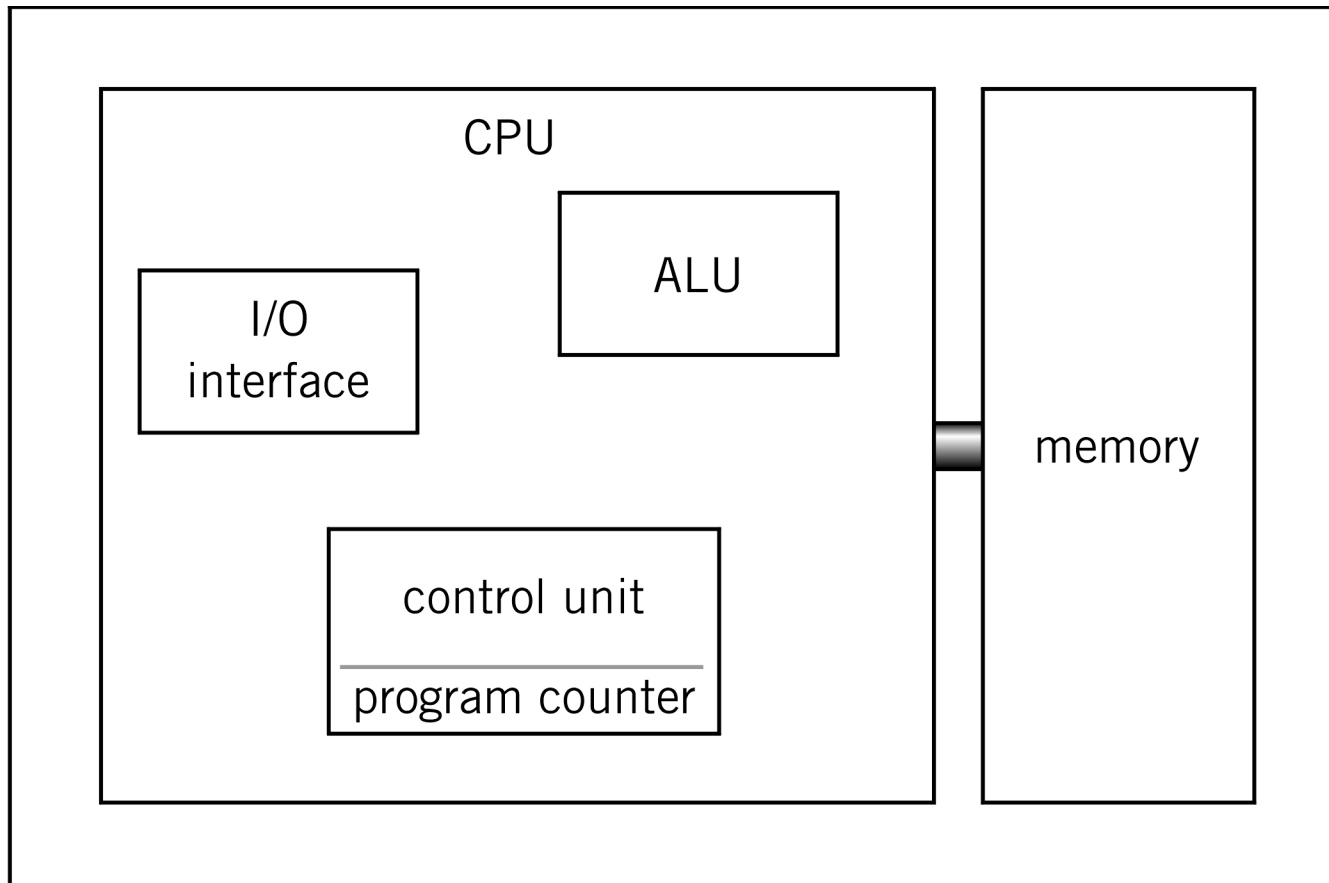 CPU
ALU
I/O
interface
memory
control unit
program counter